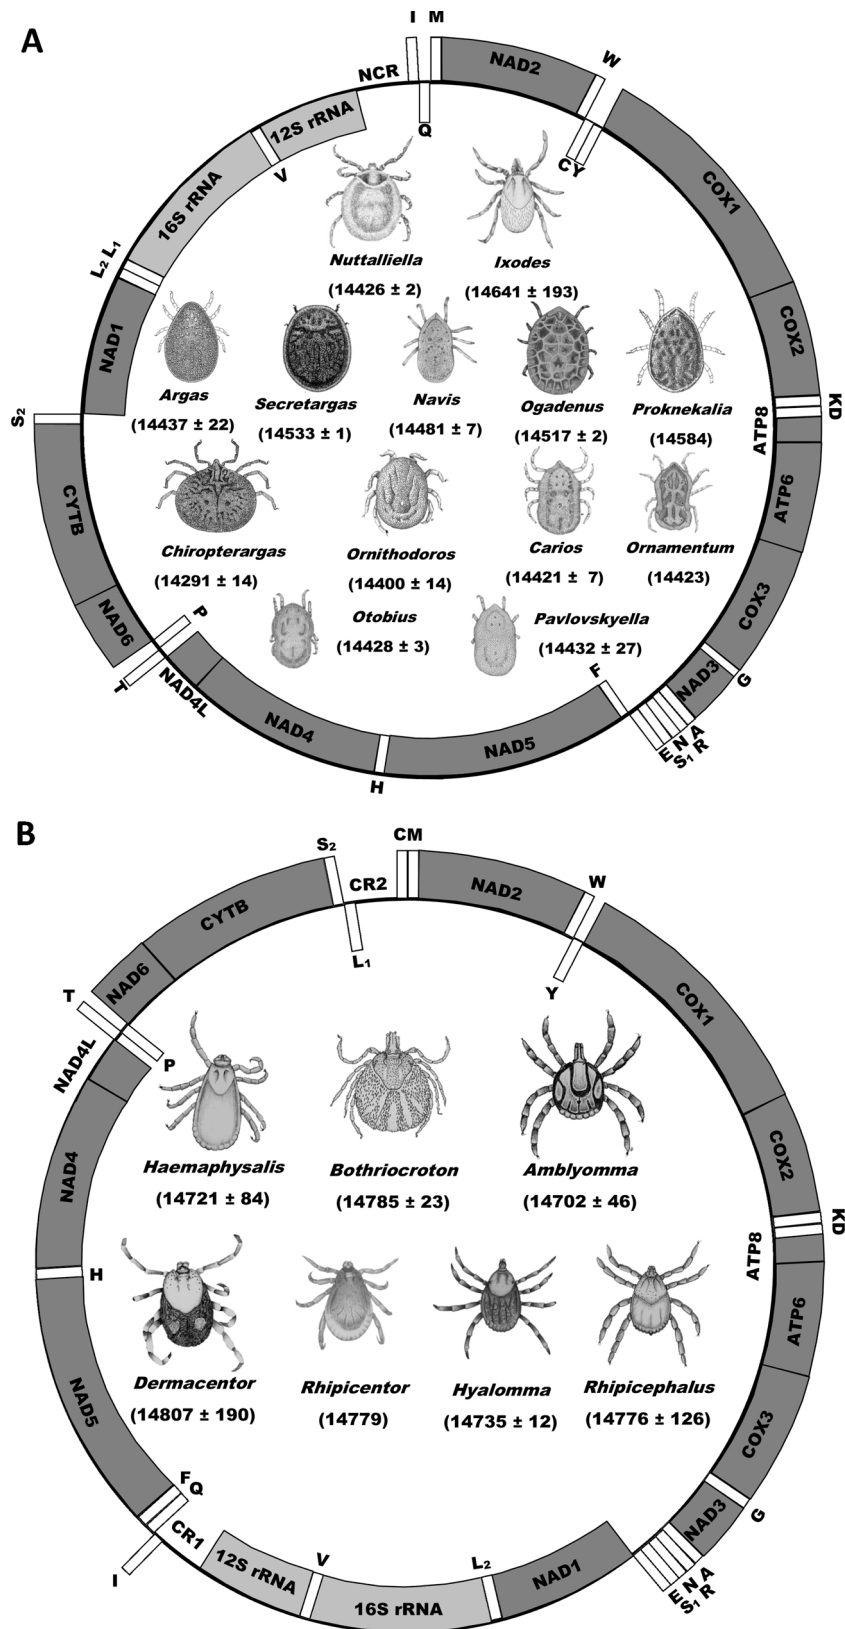 A
I M
NCR
NAD2
W
12S rRNA
Q
V
CY
COX1
16S rRNA
L₂ L₁
Nuttalliella
Ixodes
(14426 ± 2)
(14641 ± 193)
NAD1
COX2
Argas
Secretargas
Navis
Ogadenus
Proknekalia
(14437 ± 22)
(14533 ± 1)
(14481 ± 7)
(14517 ± 2)
(14584)
KD
ATP8
S₂
CYTB
ATP6
Chiropterargas
Ornithodoros
Carios
Ornamentum
(14291 ± 14)
(14400 ± 14)
(14421 ± 7)
(14423)
COX3
NAD6
P
Otobius
Pavlovskyella
(14428 ± 3)
(14432 ± 27)
T
NAD4L
F
NAD3
G
NAD4
NAD5
H
E N A
S₁ R
B
S₂
CM
CR2
NAD2
W
CYTB
L₁
Y
NAD6
T
COX1
NAD4L
P
Haemaphysalis
Bothriocroton
Amblyomma
(14721 ± 84)
(14785 ± 23)
(14702 ± 46)
NAD4
COX2
KD
ATP8
H
ATP6
Dermacentor
Rhipicentor
Hyalomma
Rhipicephalus
(14807 ± 190)
(14779)
(14735 ± 12)
(14776 ± 126)
NAD5
COX3
F
Q
CR1
I
12S rRNA
V
16S rRNA
L₂
NAD1
NAD3
G
E N A
S₁ R